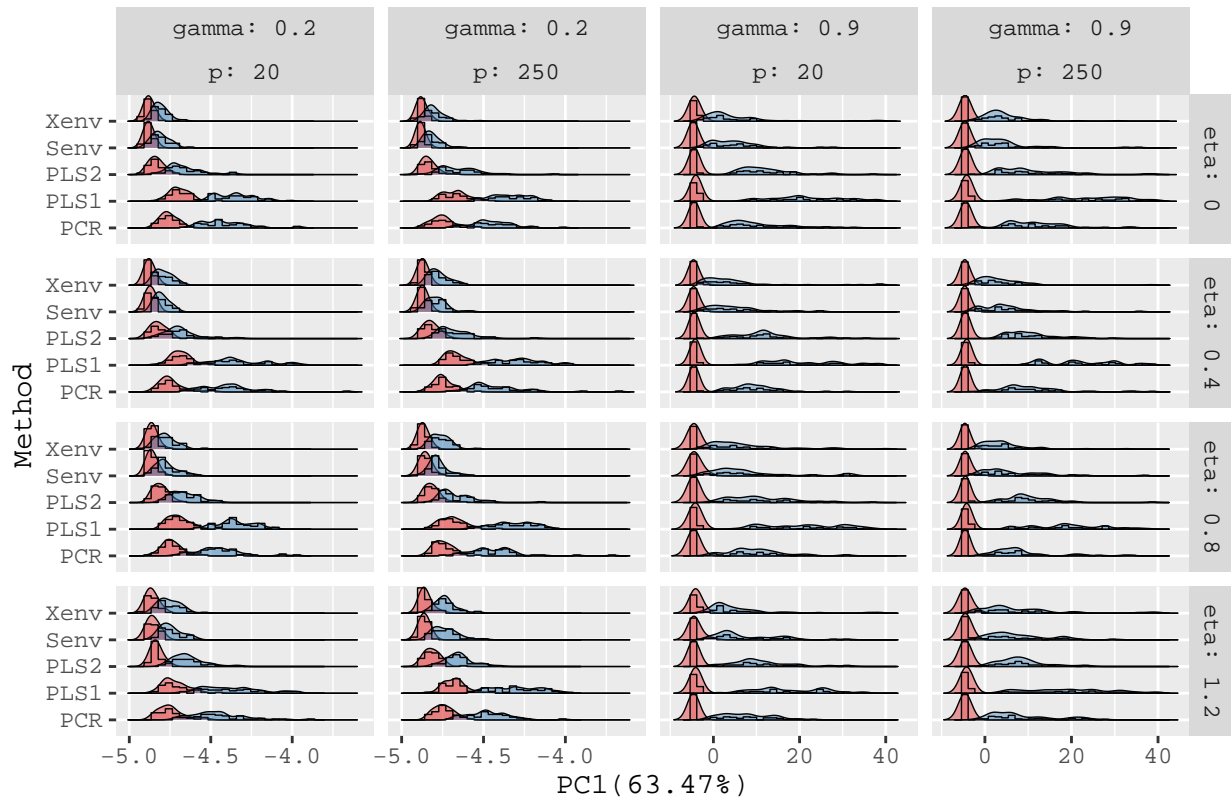 gamma: 0.2 gamma: 0.2 gamma: 0.9 gamma: 0.9
p: 20 p: 250 p: 20 p: 250
Xenv
Senv
PLS2
PLS1
PCR
eta: 0
Xenv
Senv
PLS2
PLS1
PCR
eta: 0.4
Xenv
Senv
PLS2
PLS1
PCR
eta: 0.8
Xenv
Senv
PLS2
PLS1
PCR
eta: 1.2
Method
−5.0 −4.5 −4.0 −5.0 −4.5 −4.0 0 20 40 0 20 40
PC1(63.47%)